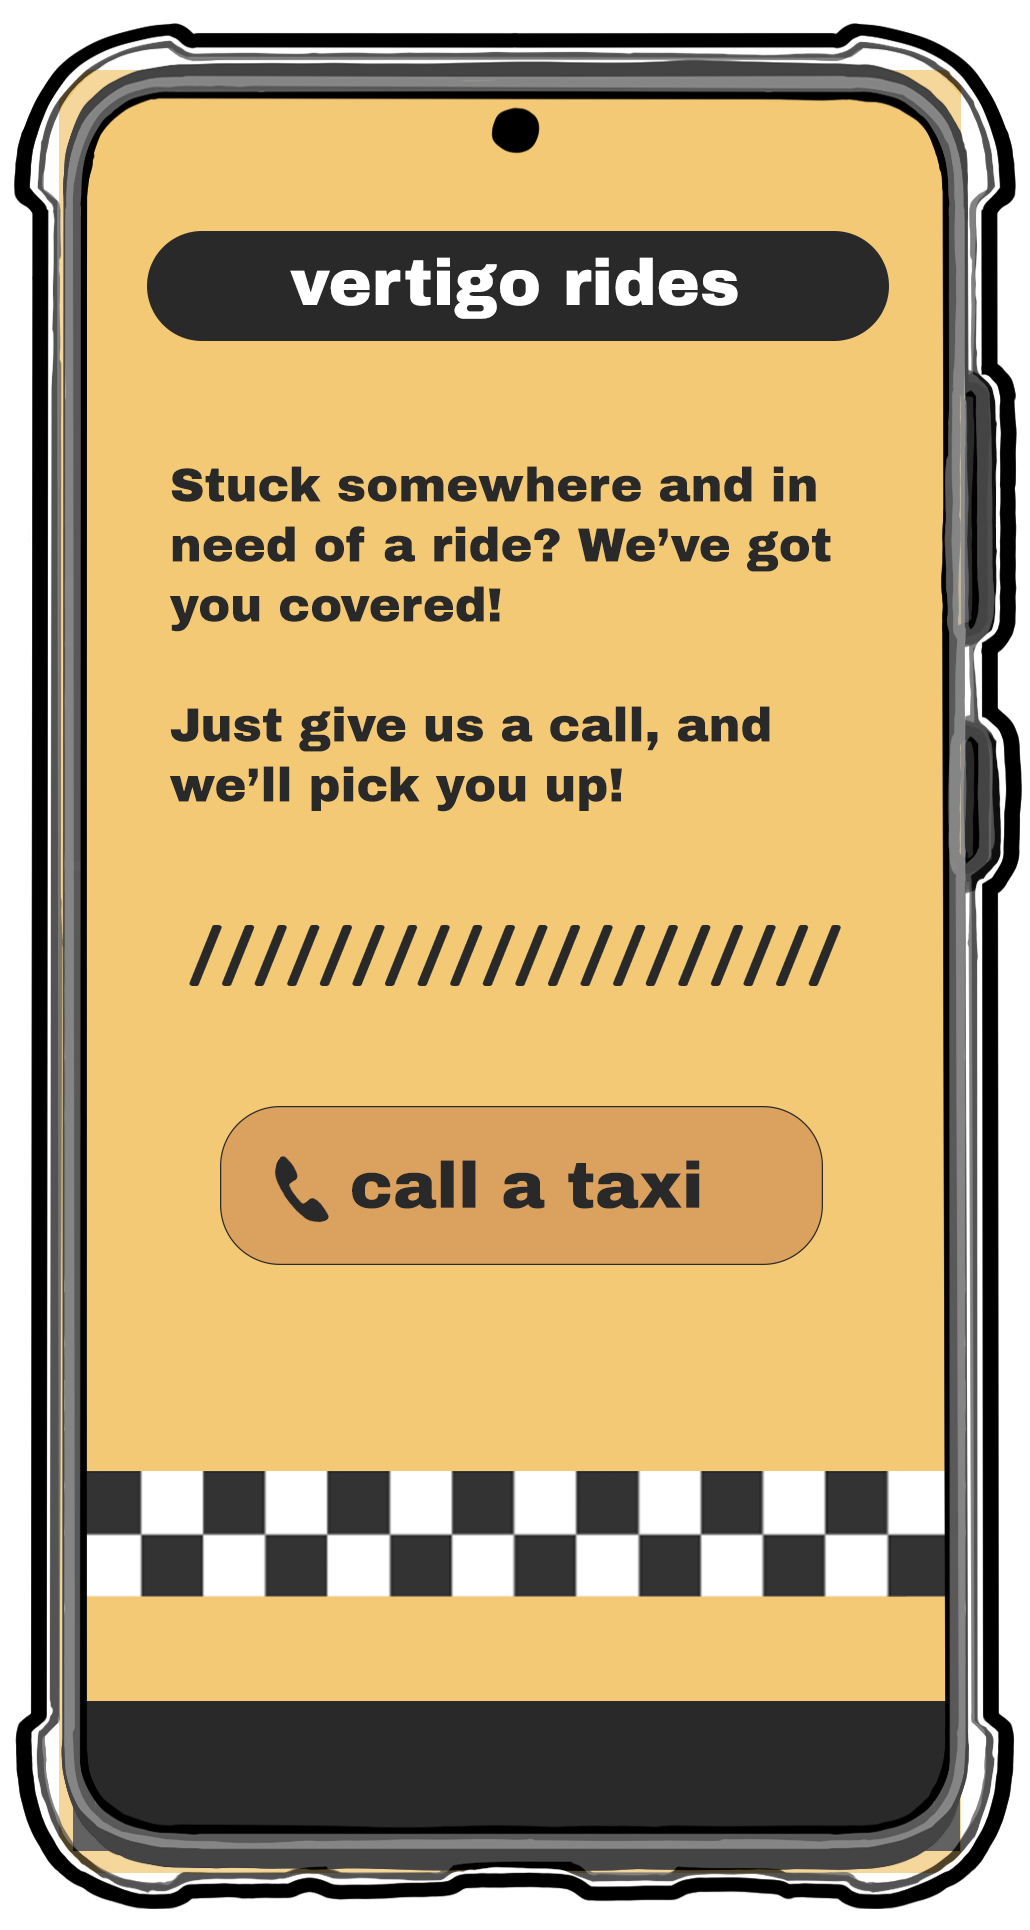 vertigo rides
Stuck somewhere and in
need of a ride? We’ve got
you covered!
Just give us a call, and
we’ll pick you up!
call a taxi